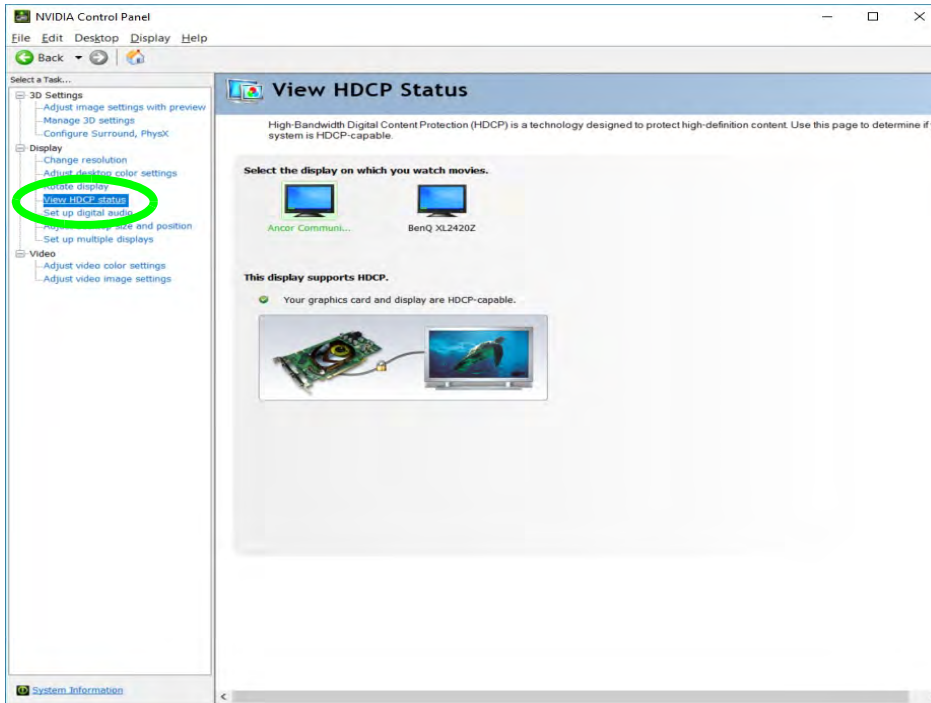 NVIDIA Control Panel
File Edit Desktop Display Help
Back
Select a Task...
3D Settings
Adjust image settings with preview
Manage 3D settings
Configure Surround, PhysX
Display
Change resolution
Adjust desktop color settings
Rotate display
View HDCP status
Set up digital audio
Adjust desktop size and position
Set up multiple displays
Video
Adjust video color settings
Adjust video image settings
System Information
View HDCP Status
High-Bandwidth Digital Content Protection (HDCP) is a technology designed to protect high-definition content. Use this page to determine if
system is HDCP-capable.
Select the display on which you watch movies.
Ancor Communi... BenQ XL2420Z
This display supports HDCP.
Your graphics card and display are HDCP-capable.